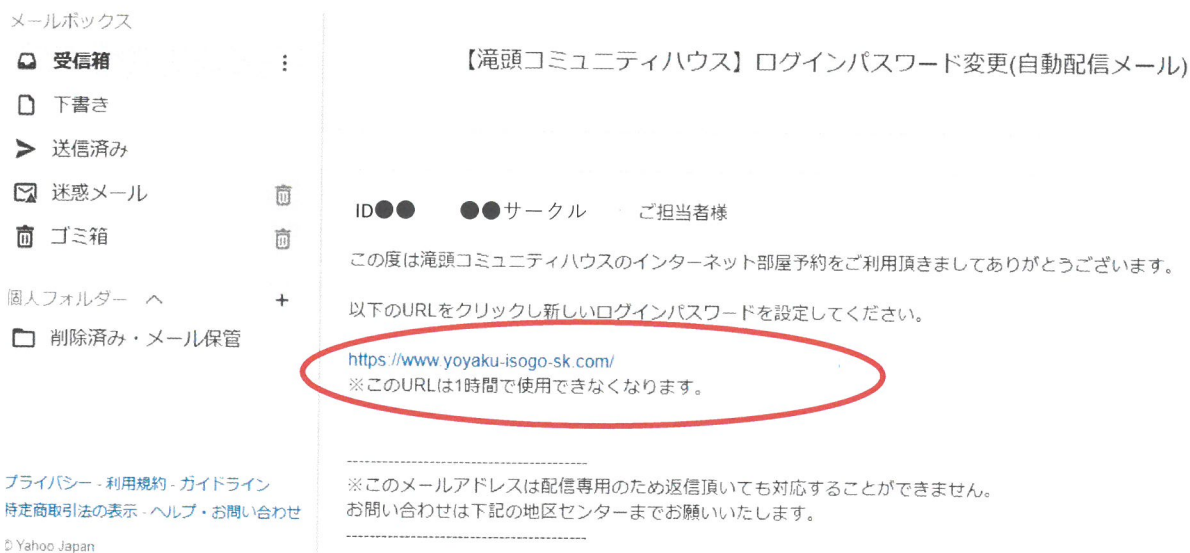 メールボックス
受信箱
下書き
送信済み
迷惑メール
ゴミ箱
個人フォルダー
削除済み・メール保管
プライバシー - 利用規約 - ガイドライン
特定商取引法の表示 - ヘルプ・お問い合わせ
© Yahoo Japan
【滝頭コミュニティハウス】ログインパスワード変更(自動配信メール)
ID●● ●●サークル ご担当者様
この度は滝頭コミュニティハウスのインターネット部屋予約をご利用頂きましてありがとうございます。
以下のURLをクリックし新しいログインパスワードを設定してください。
https://www.yoyaku-isogo-sk.com/
※このURLは1時間で使用できなくなります。
----------------------------------------
※このメールアドレスは配信専用のため返信頂いても対応することができません。
お問い合わせは下記の地区センターまでお願いいたします。
----------------------------------------